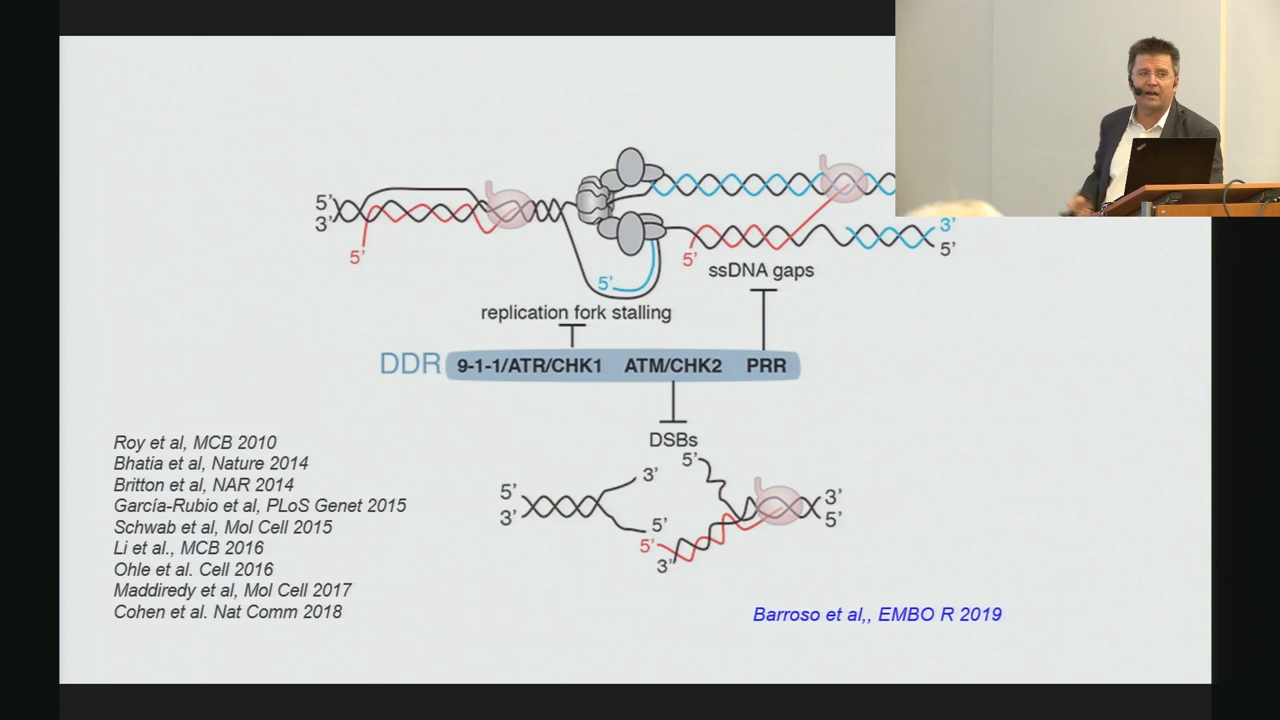 5'
3'
5'
5'
replication fork stalling
5'
ssDNA gaps
3'
5'
DDR
9-1-1/ATR/CHK1 ATM/CHK2 PRR
DSBs
5'
3'
3'
5'
5'
3'
5'
3'
3'
5'
Roy et al, MCB 2010
Bhatia et al, Nature 2014
Britton et al, NAR 2014
García-Rubio et al, PLoS Genet 2015
Schwab et al, Mol Cell 2015
Li et al., MCB 2016
Ohle et al. Cell 2016
Maddiredy et al, Mol Cell 2017
Cohen et al. Nat Comm 2018
Barroso et al,, EMBO R 2019